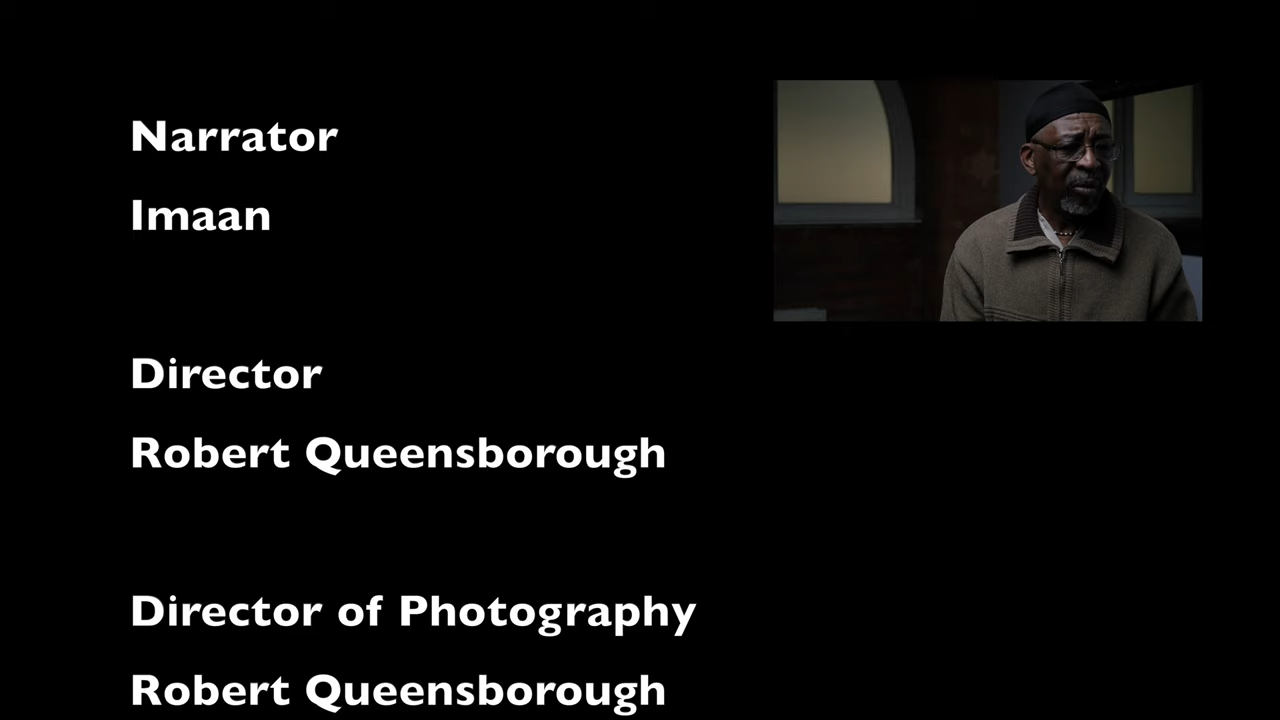 Narrator
Imaan
Director
Robert Queensborough
Director of Photography
Robert Queensborough